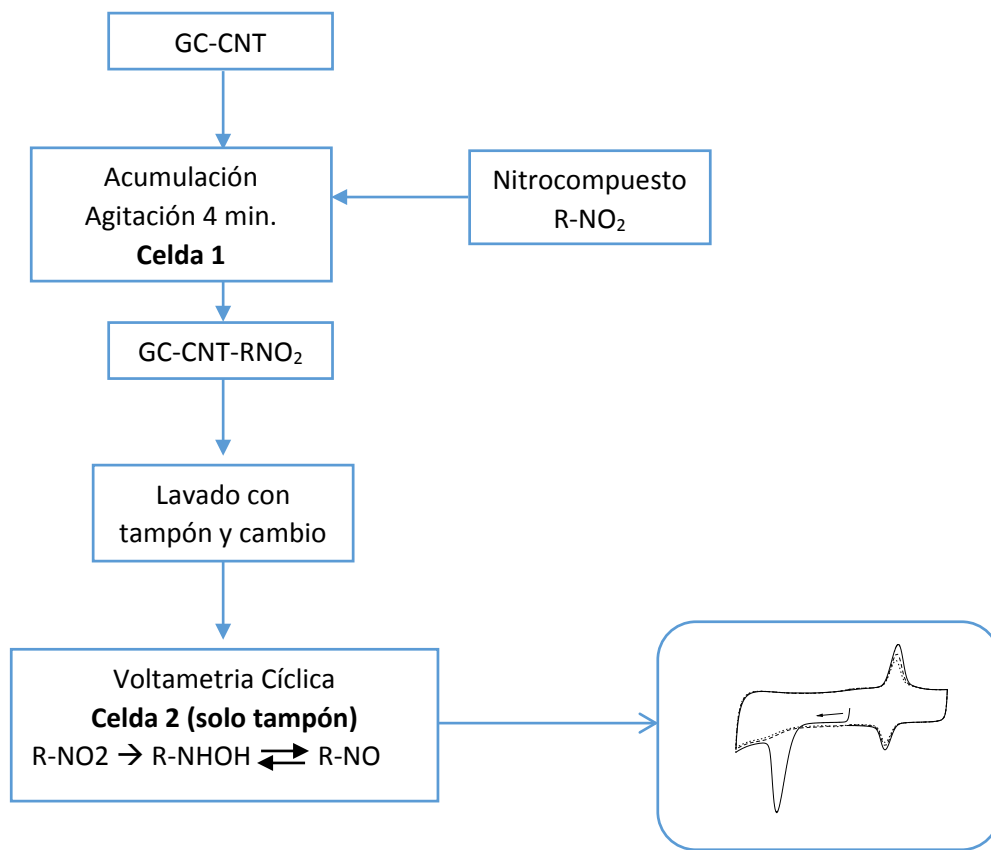 GC-CNT
Acumulación
Agitación 4 min.
Celda 1
Nitrocompuesto
R-NO₂
GC-CNT-RNO₂
Lavado con
tampón y cambio
Voltametria Cíclica
Celda 2 (solo tampón)
R-NO2 → R-NHOH ⇌ R-NO